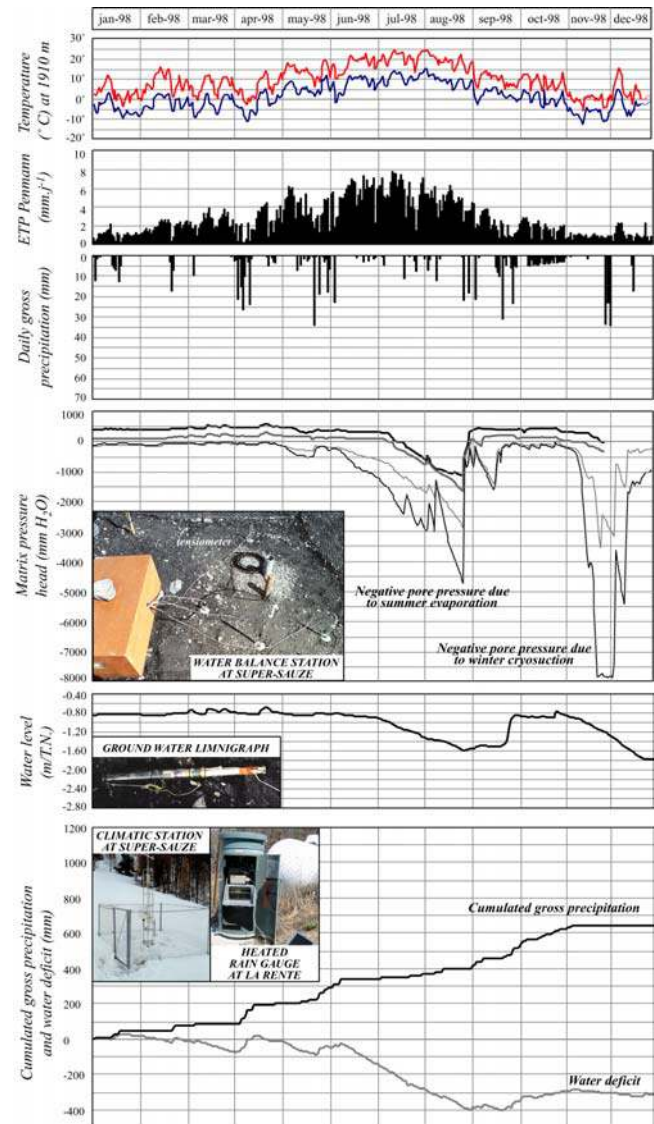 jan-98 feb-98 mar-98 apr-98 may-98 jun-98 jul-98 aug-98 sep-98 oct-98 nov-98 dec-98
Temperature
(˚ C) at 1910 m
30˚
20˚
10˚
0˚
-10˚
-20˚
ETP Penmann
(mm.j-1)
10
8
6
4
2
0
Daily gross
precipitation (mm)
0
10
20
30
40
50
60
70
Matrix pressure
head (mm H2O)
1000
0
-1000
-2000
-3000
-4000
-5000
-6000
-7000
-8000
tensiometer
WATER BALANCE STATION
AT SUPER-SAUZE
Negative pore pressure due
to summer evaporation
Negative pore pressure due
to winter cryosuction
Water level
(m/T.N.)
-0.40
-0.80
-1.20
-1.60
-2.00
-2.40
-2.80
GROUND WATER LIMNIGRAPH
Cumulated gross precipitation
and water deficit (mm)
1200
1000
800
600
400
200
0
-200
-400
CLIMATIC STATION
AT SUPER-SAUZE
HEATED
RAIN GAUGE
AT LA RENTE
Cumulated gross precipitation
Water deficit